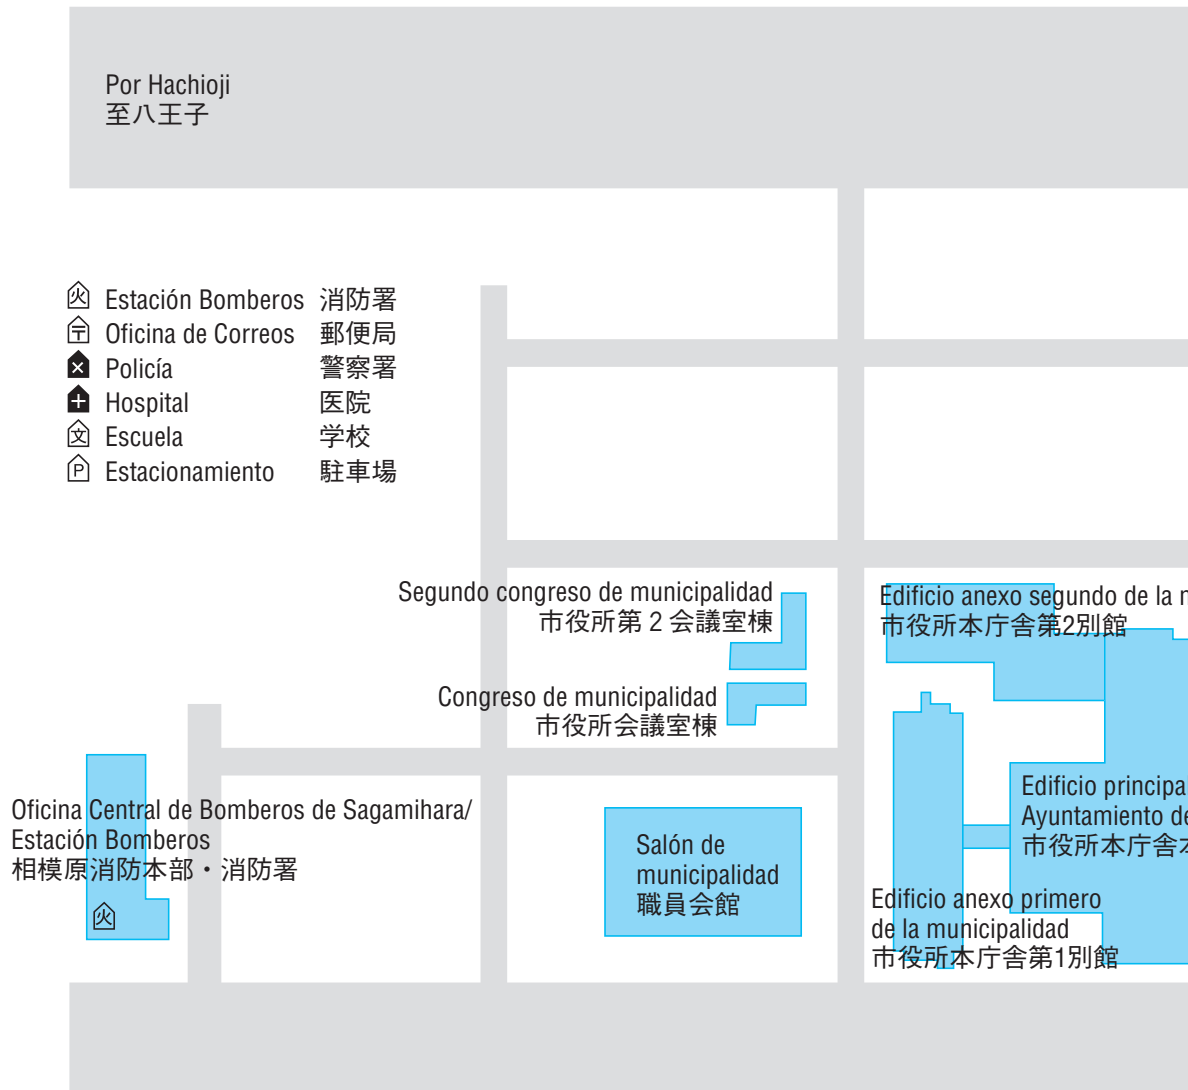 Por Hachioji
至八王子
火 Estación Bomberos 消防署
〒 Oficina de Correos 郵便局
Policía 警察署
Hospital 医院
文 Escuela 学校
P Estacionamiento 駐車場
Segundo congreso de municipalidad
市役所第2会議室棟
Edificio anexo segundo de la
市役所本庁舎第2別館
Congreso de municipalidad
市役所会議室棟
Oficina Central de Bomberos de Sagamihara/
Estación Bomberos
相模原消防本部・消防署
火
Salón de
municipalidad
職員会館
Edificio principa
Ayuntamiento de
市役所本庁舎
Edificio anexo primero
de la municipalidad
市役所本庁舎第1別館